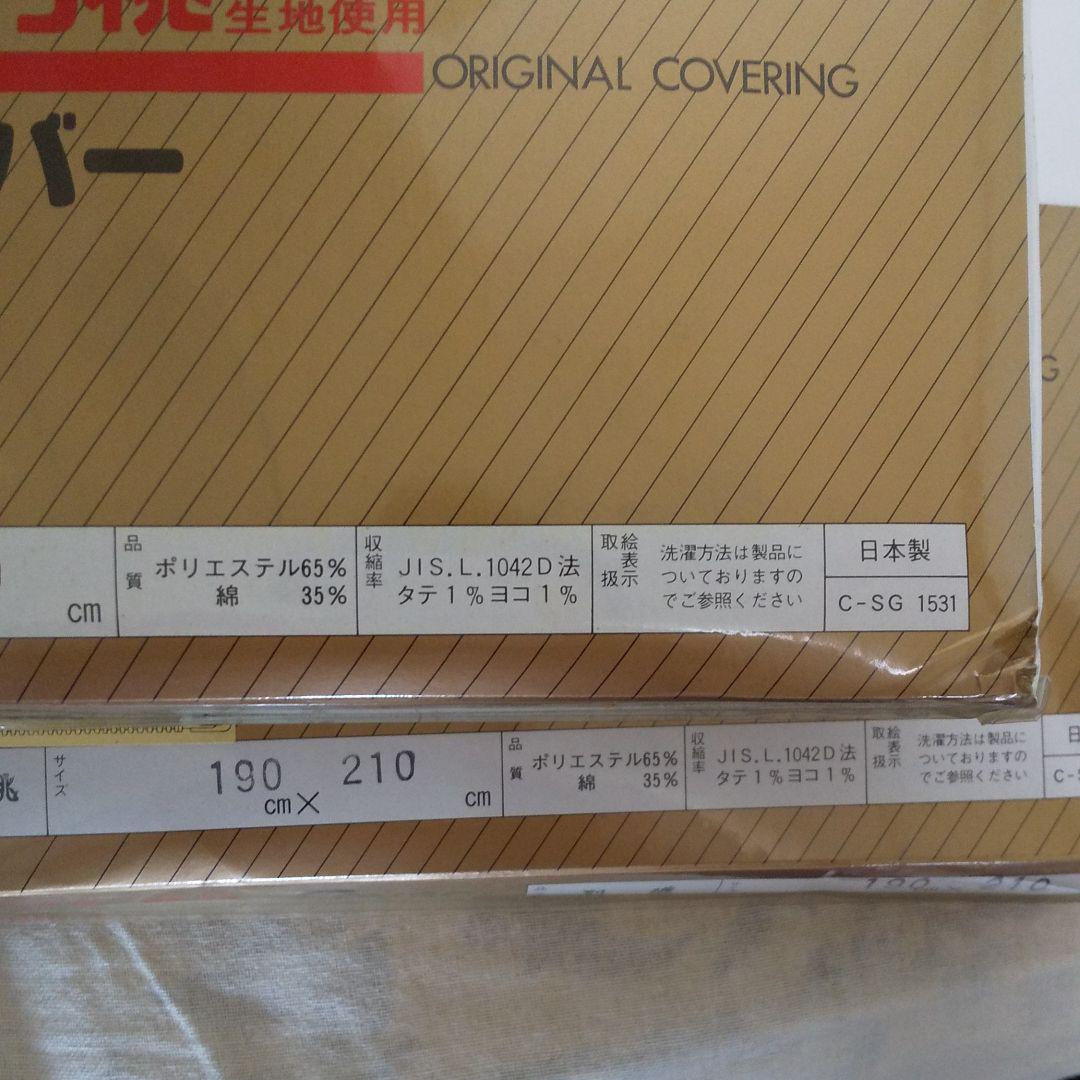 生地使用
ORIGINAL COVERING
バー
cm
品質
ポリエステル65%
綿 35%
収縮率
JIS.L.1042D法
タテ1%ヨコ1%
取扱
絵表示
洗濯方法は製品に
ついておりますの
でご参照ください
日本製
C-SG 1531
サイズ
190 cm × 210 cm
品質
ポリエステル65%
綿 35%
収縮率
JIS.L.1042D法
タテ1%ヨコ1%
取扱
絵表示
洗濯方法は製品に
ついておりますの
でご参照ください
日
C-S
G
190 × 210